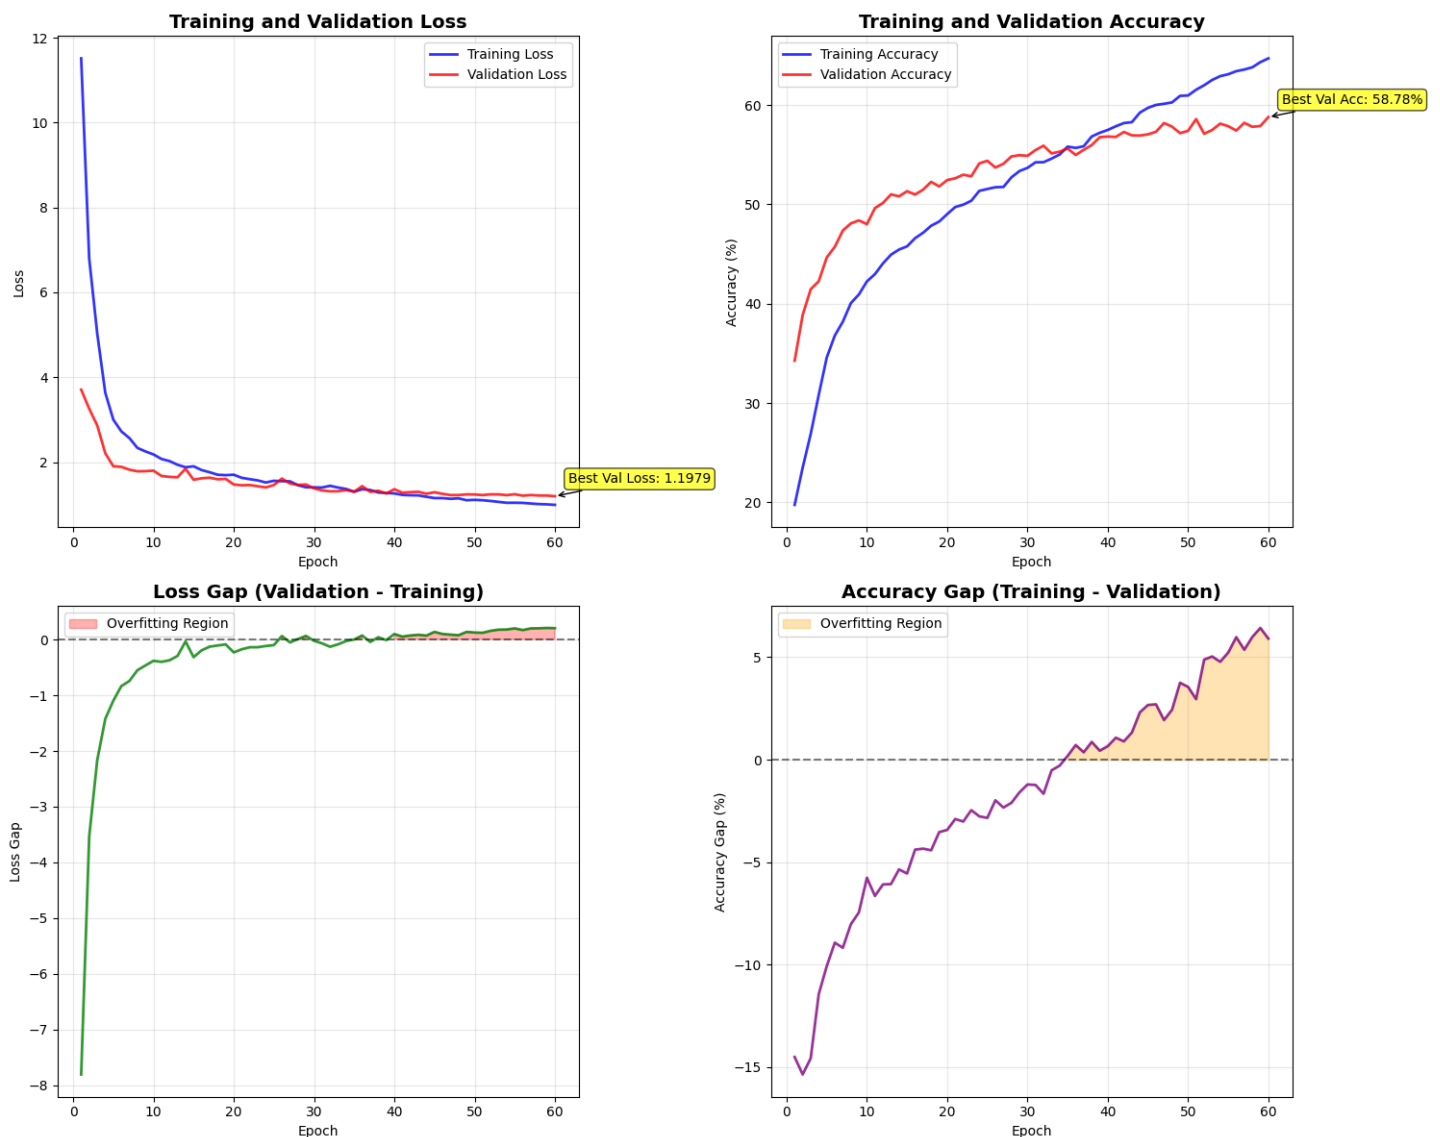 Training and Validation Loss
12
10
8
6
4
2
0
10
20
30
40
50
60
Loss
Epoch
Training Loss
Validation Loss
Best Val Loss: 1.1979
Training and Validation Accuracy
60
50
40
30
20
0
10
20
30
40
50
60
Accuracy (%)
Epoch
Training Accuracy
Validation Accuracy
Best Val Acc: 58.78%
Loss Gap (Validation - Training)
0
−1
−2
−3
−4
−5
−6
−7
−8
0
10
20
30
40
50
60
Loss Gap
Epoch
Overfitting Region
Accuracy Gap (Training - Validation)
5
0
−5
−10
−15
0
10
20
30
40
50
60
Accuracy Gap (%)
Epoch
Overfitting Region